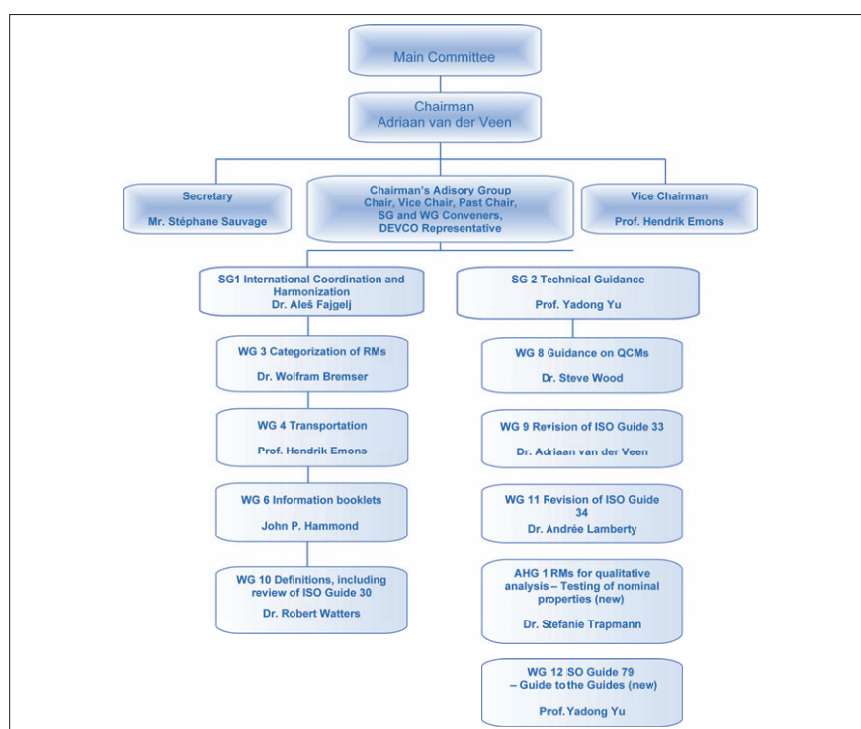 Main Committee
Chairman
Adriaan van der Veen
Secretary
Mr. Stéphane Sauvage
Chairman's Adisory Group
Chair, Vice Chair, Past Chair,
SG and WG Conveners,
DEVCO Representative
Vice Chairman
Prof. Hendrik Emons
SG1 International Coordination and
Harmonization
Dr. Aleš Fajgelj
SG 2 Technical Guidance
Prof. Yadong Yu
WG 3 Categorization of RMs
Dr. Wolfram Bremser
WG 4 Transportation
Prof. Hendrik Emons
WG 6 Information booklets
John P. Hammond
WG 10 Definitions, including
review of ISO Guide 30
Dr. Robert Watters
WG 8 Guidance on QCMs
Dr. Steve Wood
WG 9 Revision of ISO Guide 33
Dr. Adriaan van der Veen
WG 11 Revision of ISO Guide
34
Dr. Andrée Lamberty
AHG 1RMs for qualitative
analysis– Testing of nominal
properties (new)
Dr. Stefanie Trapmann
WG 12 ISO Guide 79
– Guide to the Guides (new)
Prof. Yadong Yu